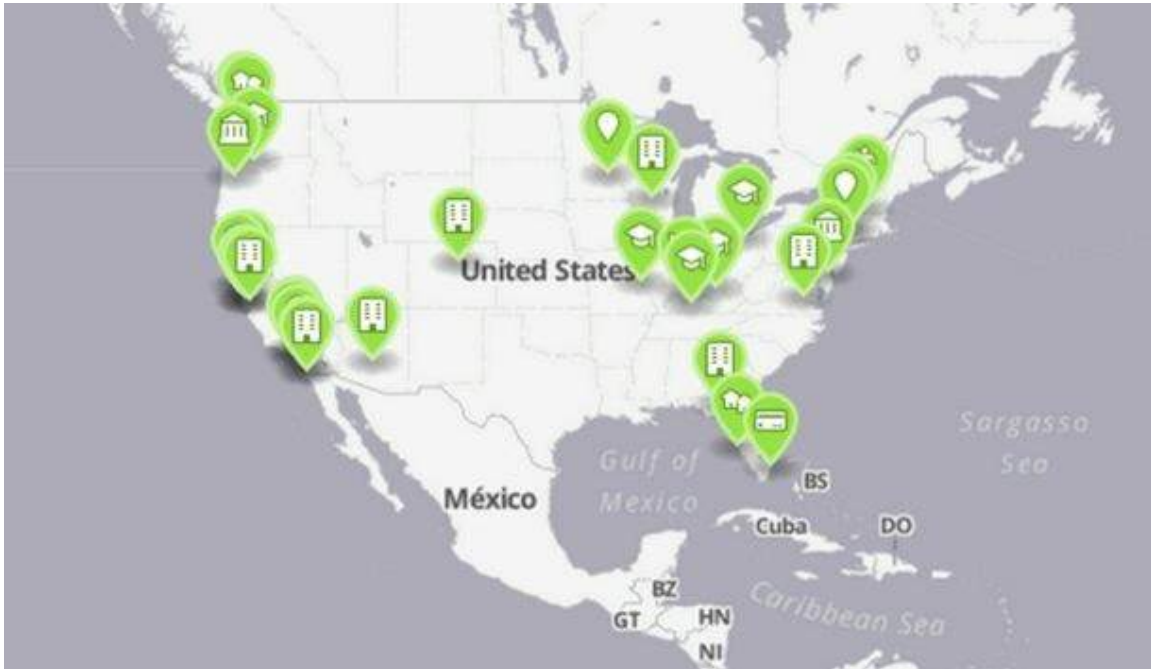 United States
Gulf of
Mexico
Sargasso
Sea
México
BS
Cuba
DO
BZ
Caribbean Sea
GT
HN
NI